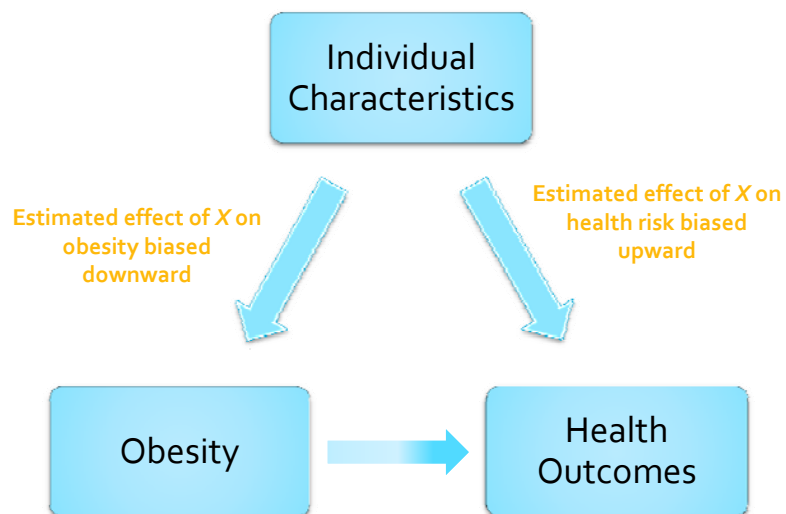 Individual
Characteristics
Estimated effect of X on
obesity biased
downward
Estimated effect of X on
health risk biased
upward
Obesity
Health
Outcomes